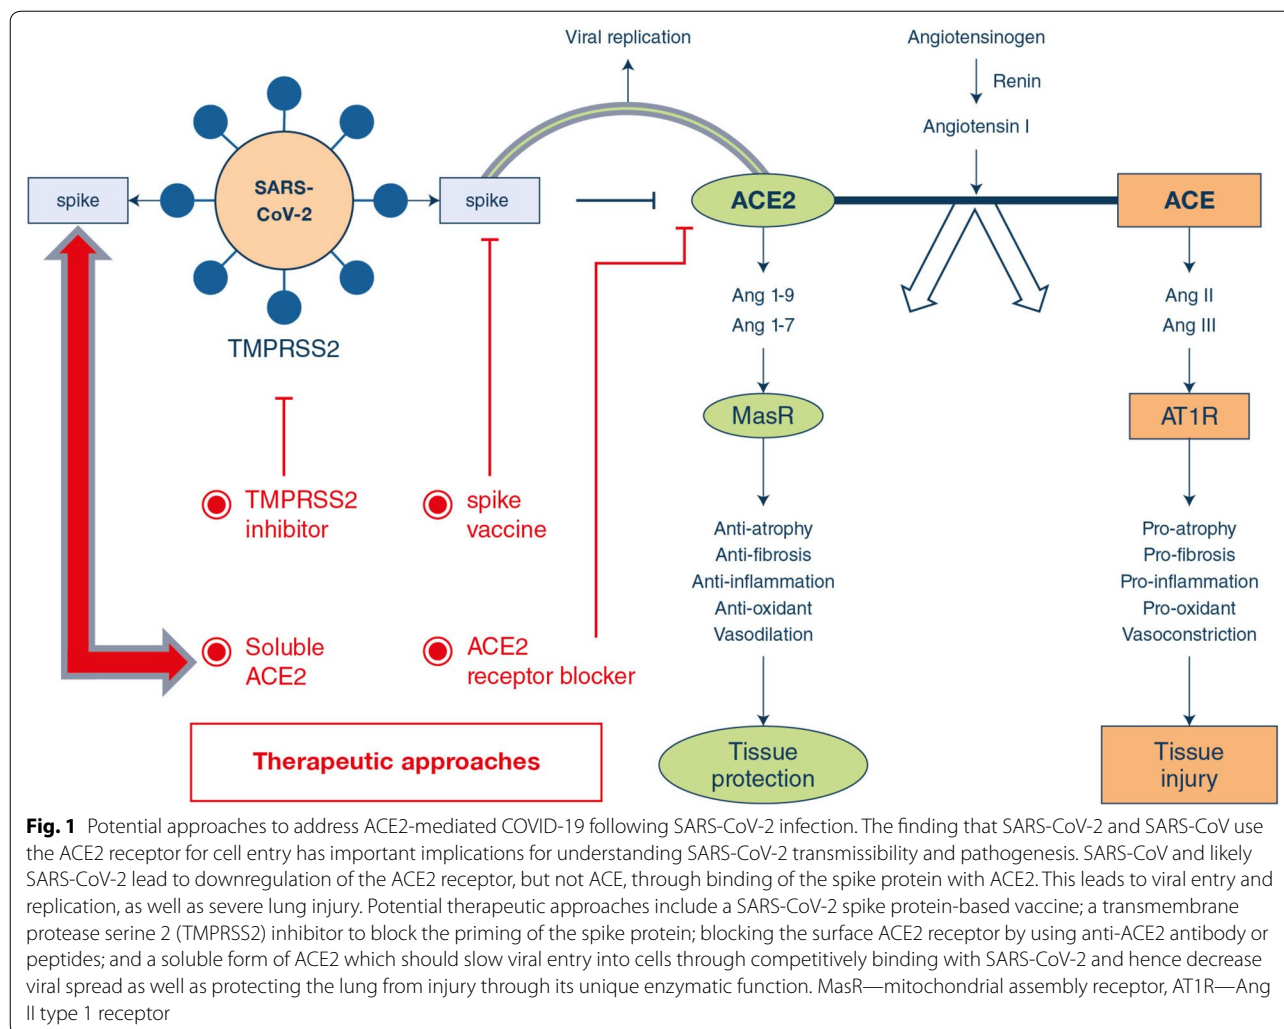 Viral replication
Angiotensinogen
Renin
Angiotensin I
spike
SARS-
CoV-2
spike
ACE2
ACE
TMPRSS2
Ang 1-9
Ang 1-7
Ang II
Ang III
MasR
AT1R
TMPRSS2
inhibitor
spike
vaccine
Anti-atrophy
Anti-fibrosis
Anti-inflammation
Anti-oxidant
Vasodilation
Pro-atrophy
Pro-fibrosis
Pro-inflammation
Pro-oxidant
Vasoconstriction
Soluble
ACE2
ACE2
receptor blocker
Therapeutic approaches
Tissue
protection
Tissue
injury
Fig. 1 Potential approaches to address ACE2-mediated COVID-19 following SARS-CoV-2 infection. The finding that SARS-CoV-2 and SARS-CoV use
the ACE2 receptor for cell entry has important implications for understanding SARS-CoV-2 transmissibility and pathogenesis. SARS-CoV and likely
SARS-CoV-2 lead to downregulation of the ACE2 receptor, but not ACE, through binding of the spike protein with ACE2. This leads to viral entry and
replication, as well as severe lung injury. Potential therapeutic approaches include a SARS-CoV-2 spike protein-based vaccine; a transmembrane
protease serine 2 (TMPRSS2) inhibitor to block the priming of the spike protein; blocking the surface ACE2 receptor by using anti-ACE2 antibody or
peptides; and a soluble form of ACE2 which should slow viral entry into cells through competitively binding with SARS-CoV-2 and hence decrease
viral spread as well as protecting the lung from injury through its unique enzymatic function. MasR—mitochondrial assembly receptor, AT1R—Ang
II type 1 receptor